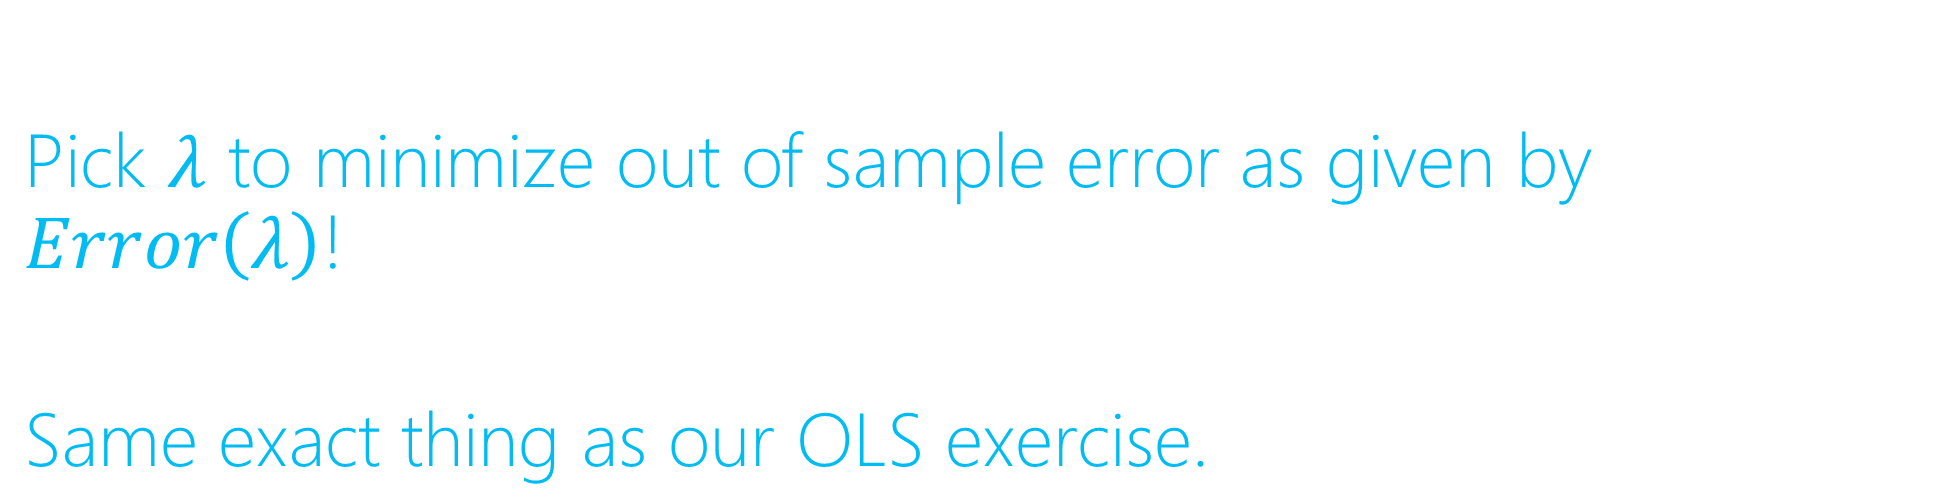 Pick λ to minimize out of sample error as given by
Error(λ)!
Same exact thing as our OLS exercise.